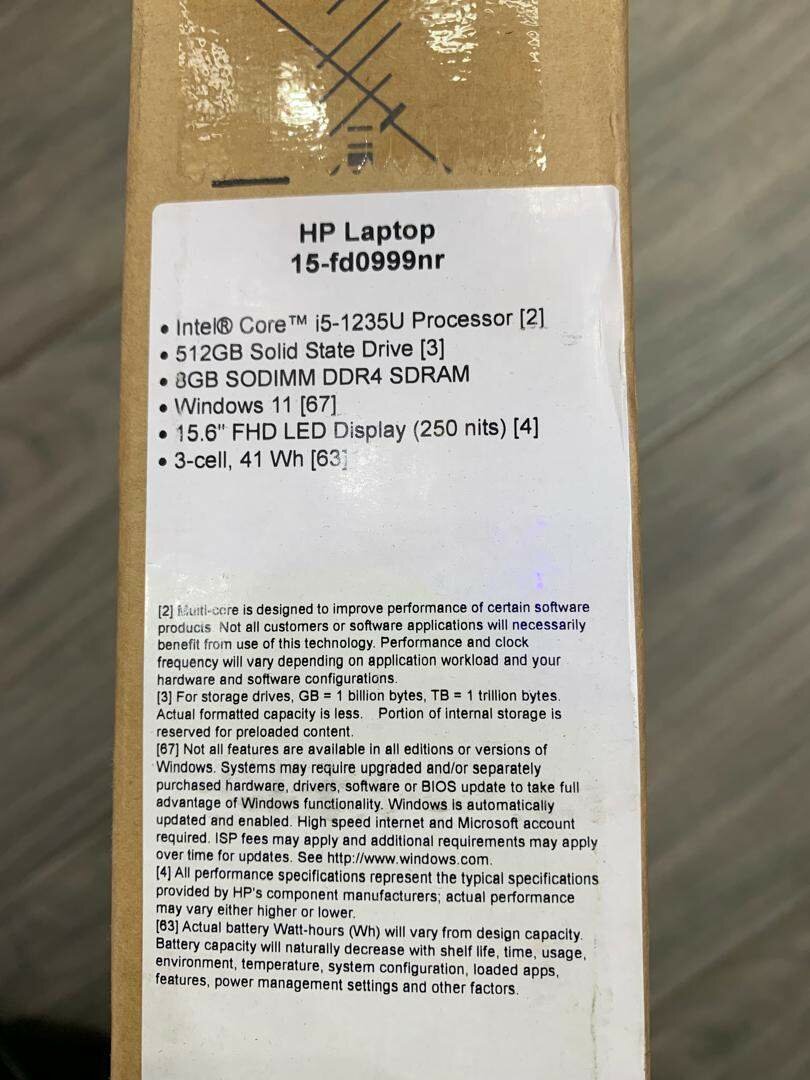 HP Laptop
15-fd0999nr
• Intel® Core™ i5-1235U Processor [2]
• 512GB Solid State Drive [3]
• 8GB SODIMM DDR4 SDRAM
• Windows 11 [67]
• 15.6" FHD LED Display (250 nits) [4]
• 3-cell, 41 Wh [63]
[2] Multi-core is designed to improve performance of certain software
products Not all customers or software applications will necessarily
benefit from use of this technology. Performance and clock
frequency will vary depending on application workload and your
hardware and software configurations.
[3] For storage drives, GB = 1 billion bytes, TB = 1 trillion bytes.
Actual formatted capacity is less. Portion of internal storage is
reserved for preloaded content.
[67] Not all features are available in all editions or versions of
Windows. Systems may require upgraded and/or separately
purchased hardware, drivers, software or BIOS update to take full
advantage of Windows functionality. Windows is automatically
updated and enabled. High speed internet and Microsoft account
required. ISP fees may apply and additional requirements may apply
over time for updates. See http://www.windows.com.
[4] All performance specifications represent the typical specifications
provided by HP's component manufacturers; actual performance
may vary either higher or lower.
[63] Actual battery Watt-hours (Wh) will vary from design capacity.
Battery capacity will naturally decrease with shelf life, time, usage,
environment, temperature, system configuration, loaded apps,
features, power management settings and other factors.